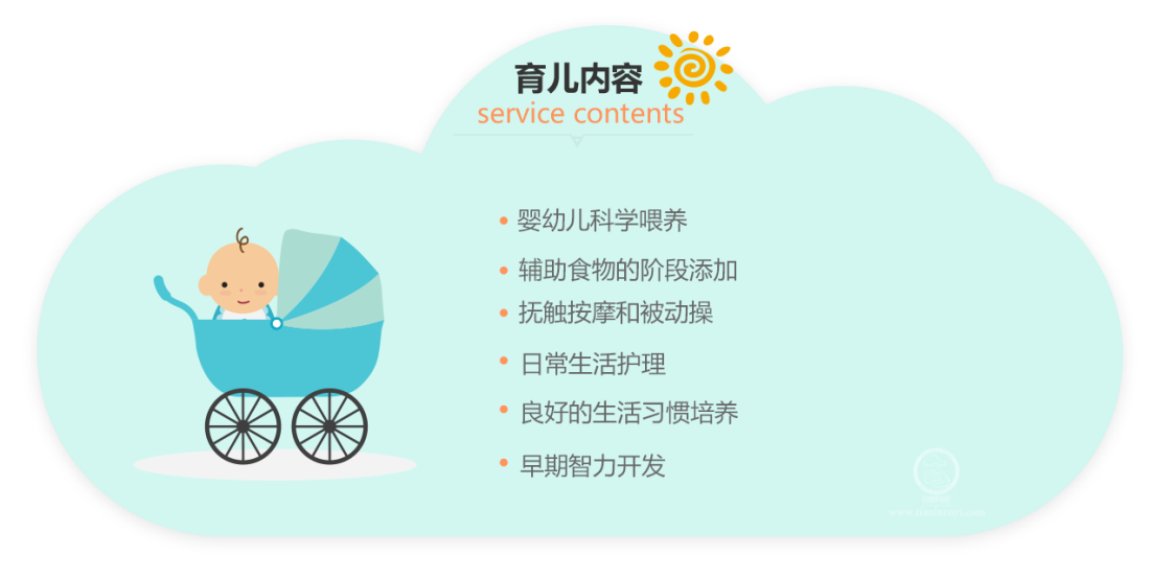 育儿内容
service contents
婴幼儿科学喂养
辅助食物的阶段添加
抚触按摩和被动操
日常生活护理
良好的生活习惯培养
早期智力开发